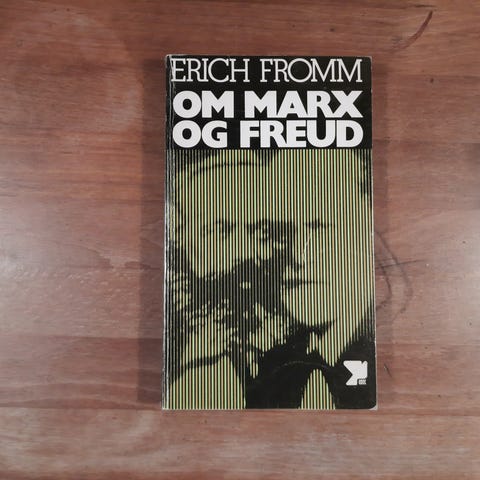 ERICH FROMM
OM MARX
OG FREUD